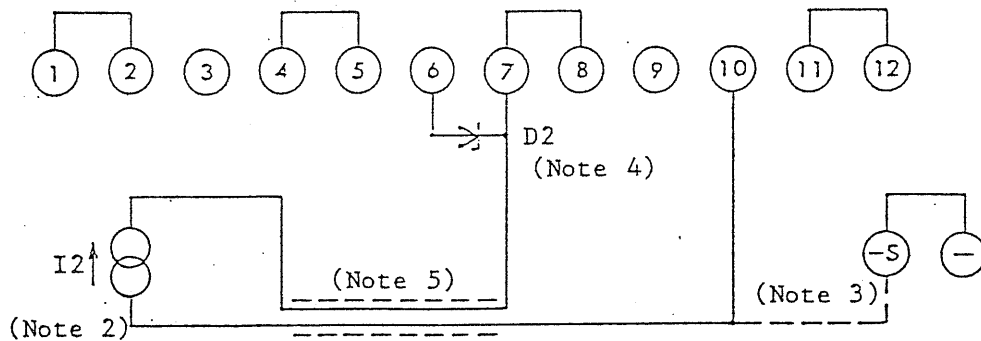 1 2 3 4 5 6 7 8 9 10 11 12
D2
(Note 4)
I2
(Note 5)
-S -
(Note 3)
(Note 2)